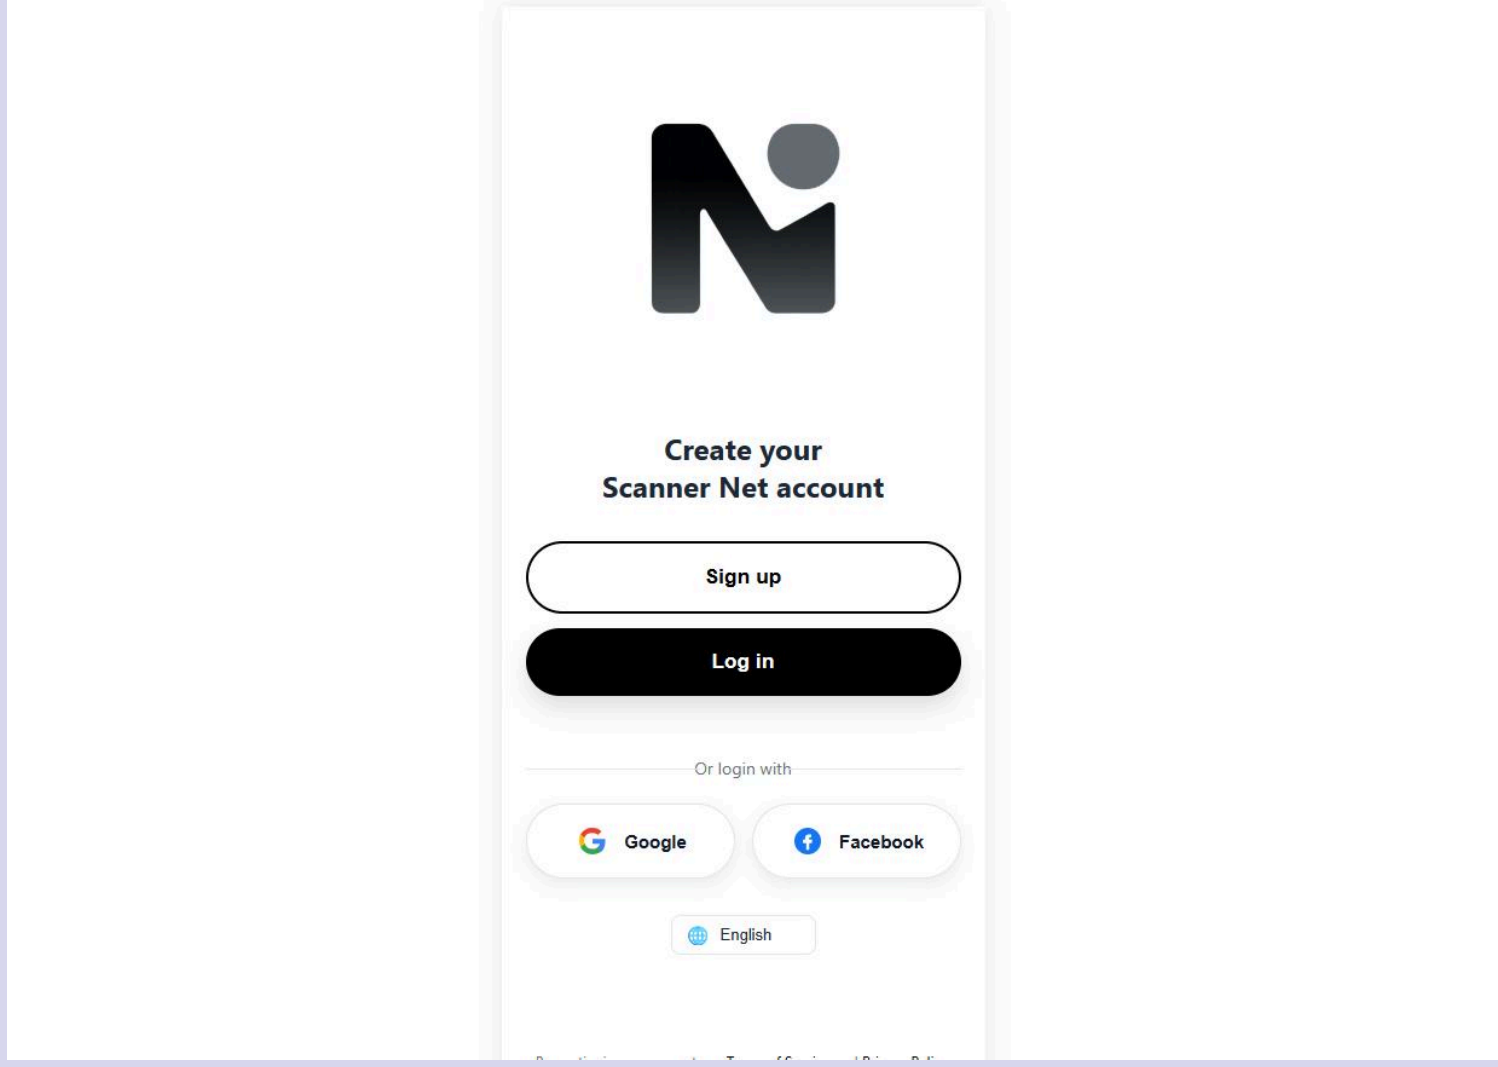 Create your
Scanner Net account
Sign up
Log in
Or login with
Google
Facebook
English